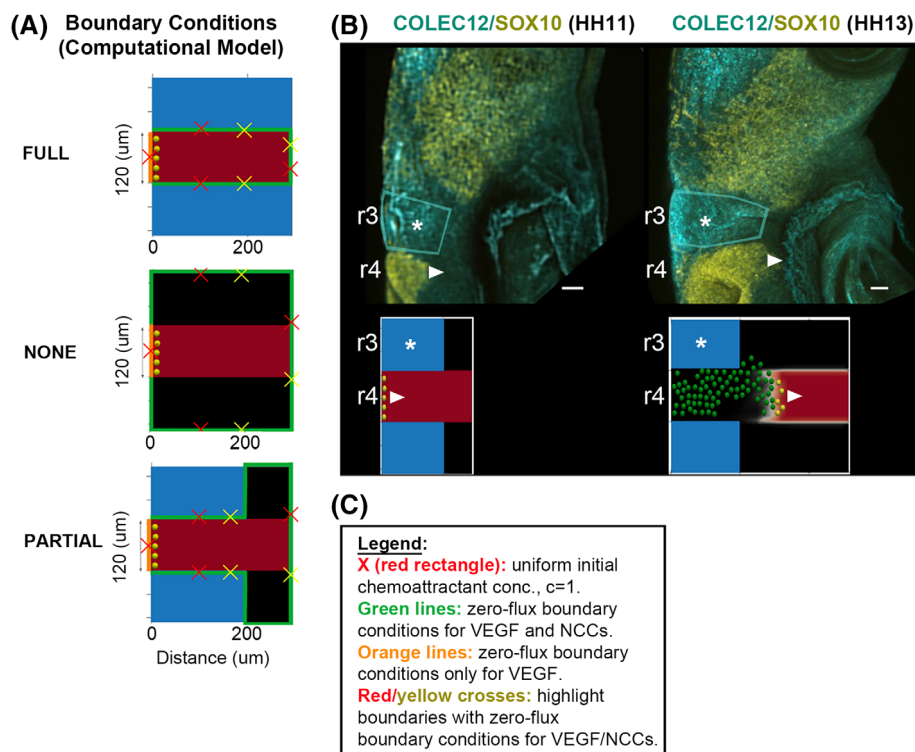 (A) Boundary Conditions
(Computational Model)
FULL
120 (um)
0 200
NONE
120 (um)
0 200
PARTIAL
120 (um)
0 200
Distance (um)
(B) COLEC12/SOX10 (HH11) COLEC12/SOX10 (HH13)
r3 *
r4
r3 *
r4
r3 *
r4
r3 *
r4
(C)
Legend:
X (red rectangle): uniform initial
chemoattractant conc., c=1.
Green lines: zero-flux boundary
conditions for VEGF and NCCs.
Orange lines: zero-flux boundary
conditions only for VEGF.
Red/yellow crosses: highlight
boundaries with zero-flux
boundary conditions for VEGF/NCCs.